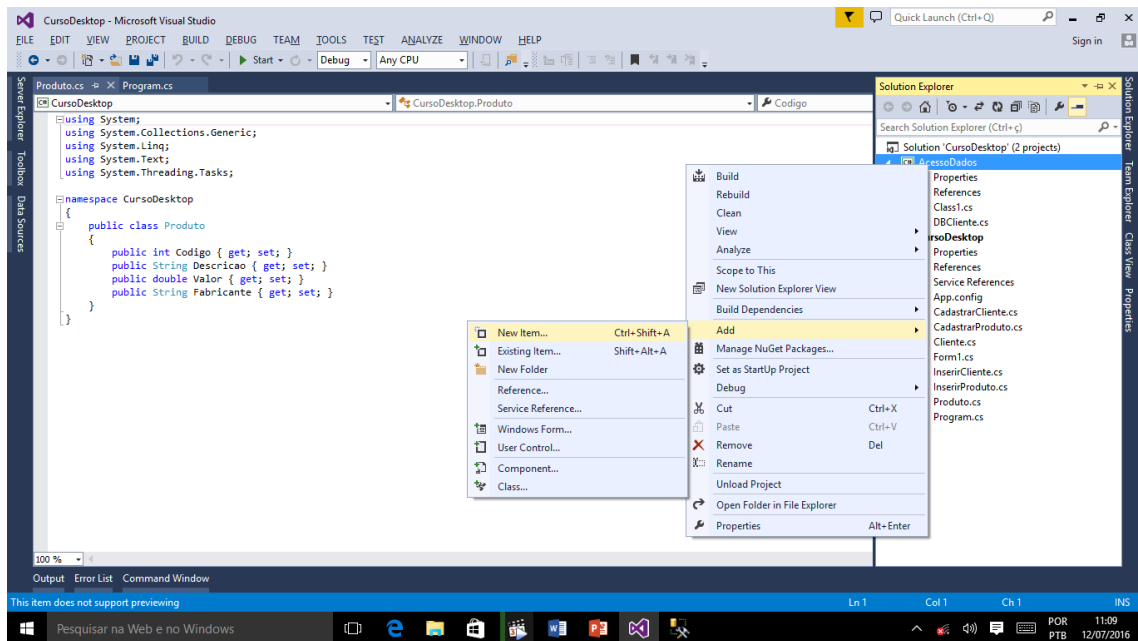 CursoDesktop - Microsoft Visual Studio
Quick Launch (Ctrl+Q)
FILE EDIT VIEW PROJECT BUILD DEBUG TEAM TOOLS TEST ANALYZE WINDOW HELP
Sign in
Start Debug Any CPU
Server Explorer
Toolbox
Data Sources
Produto.cs Program.cs
CursoDesktop CursoDesktop.Produto Codigo
using System;
using System.Collections.Generic;
using System.Linq;
using System.Text;
using System.Threading.Tasks;
namespace CursoDesktop
{
public class Produto
{
public int Codigo { get; set; }
public String Descricao { get; set; }
public double Valor { get; set; }
public String Fabricante { get; set; }
}
}
New Item... Ctrl+Shift+A
Existing Item... Shift+Alt+A
New Folder
Reference...
Service Reference...
Windows Form...
User Control...
Component...
Class...
Build
Rebuild
Clean
View
Analyze
Scope to This
New Solution Explorer View
Build Dependencies
Add
Manage NuGet Packages...
Set as StartUp Project
Debug
Cut Ctrl+X
Paste Ctrl+V
Remove Del
Rename
Unload Project
Open Folder in File Explorer
Properties Alt+Enter
Solution Explorer
Search Solution Explorer (Ctrl+ç)
Solution 'CursoDesktop' (2 projects)
AcessoDados
Properties
References
Class1.cs
DBCliente.cs
rsoDesktop
Properties
References
Service References
App.config
CadastrarCliente.cs
CadastrarProduto.cs
Cliente.cs
Form1.cs
InserirCliente.cs
InserirProduto.cs
Produto.cs
Program.cs
Solution Explorer
Team Explorer
Class View
Properties
100 %
Output Error List Command Window
This item does not support previewing Ln 1 Col 1 Ch 1 INS
Pesquisar na Web e no Windows
POR
PTB
11:09
12/07/2016